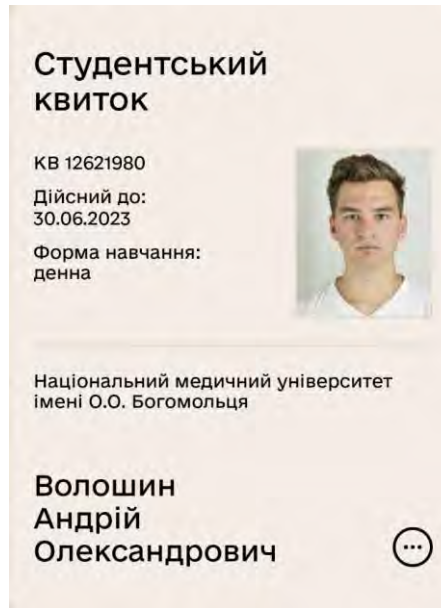 Студентський
квиток
КВ 12621980
Дійсний до:
30.06.2023
Форма навчання:
денна
Національний медичний університет
імені О.О. Богомольця
Волошин
Андрій
Олександрович